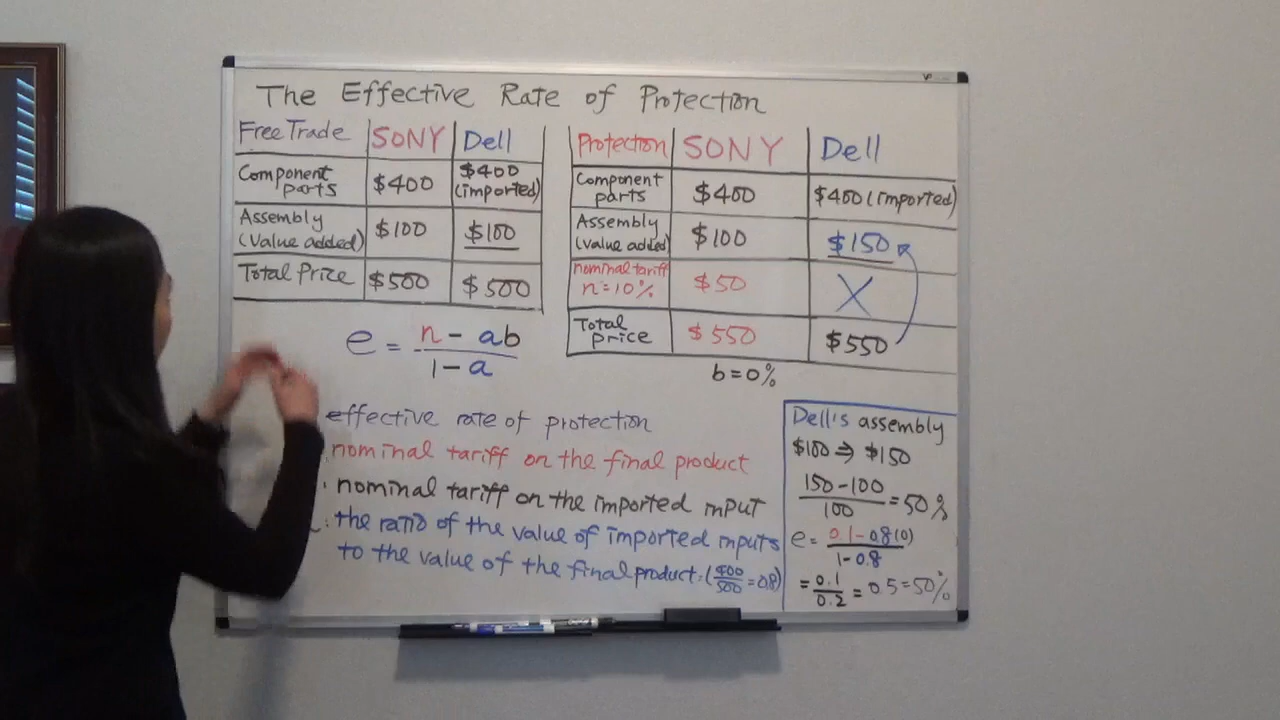 The Effective Rate of Protection
Free Trade SONY Dell
Component parts $400 $400 (imported)
Assembly (Value added) $100 $100
Total Price $500 $500
Protection SONY Dell
Component parts $400 $400 (imported)
Assembly (value added) $100 $150
nominal tariff n=10% $50 X
Total price $550 $550
b=0%
e = n - ab / 1 - a
effective rate of protection
nominal tariff on the final product
: nominal tariff on the imported input
: the ratio of the value of imported inputs
to the value of the final product: (400/500 = 0.8)
Dell's assembly
$100 ⇒ $150
150-100 / 100 = 50%
e = 0.1 - 0.8(0) / 1 - 0.8
= 0.1 / 0.2 = 0.5 = 50%